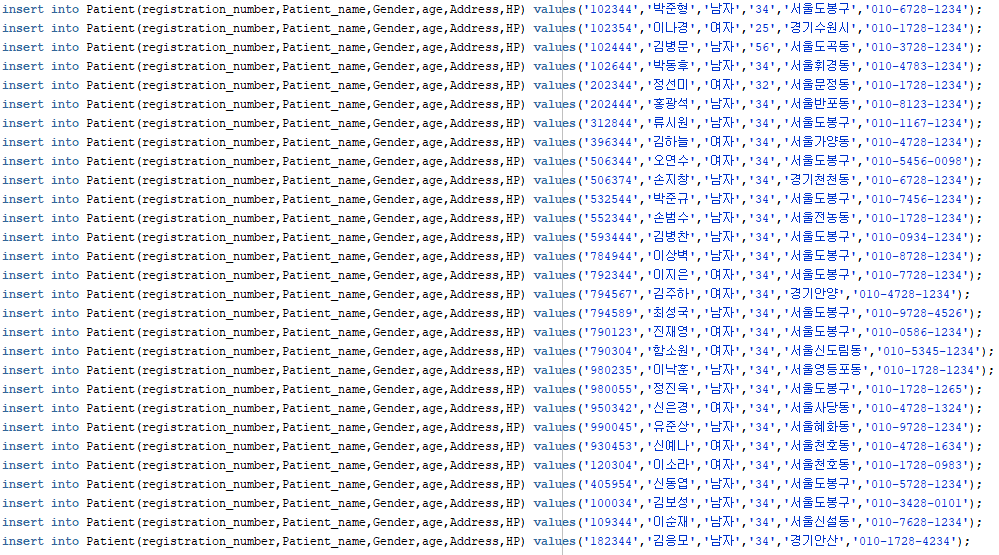 insert into Patient(registration_number,Patient_name,Gender,age,Address,HP) values('102344','박준형','남자','34','서울도봉구','010-6728-1234');
insert into Patient(registration_number,Patient_name,Gender,age,Address,HP) values('102354','이나경','여자','25','경기수원시','010-1728-1234');
insert into Patient(registration_number,Patient_name,Gender,age,Address,HP) values('102444','김병문','남자','56','서울도곡동','010-3728-1234');
insert into Patient(registration_number,Patient_name,Gender,age,Address,HP) values('102644','박동후','남자','34','서울휘경동','010-4783-1234');
insert into Patient(registration_number,Patient_name,Gender,age,Address,HP) values('202344','정선미','여자','32','서울문정동','010-1728-1234');
insert into Patient(registration_number,Patient_name,Gender,age,Address,HP) values('202444','홍광석','남자','34','서울반포동','010-8123-1234');
insert into Patient(registration_number,Patient_name,Gender,age,Address,HP) values('312844','류시원','남자','34','서울도봉구','010-1167-1234');
insert into Patient(registration_number,Patient_name,Gender,age,Address,HP) values('396344','김하늘','여자','34','서울가양동','010-4728-1234');
insert into Patient(registration_number,Patient_name,Gender,age,Address,HP) values('506344','오연수','여자','34','서울도봉구','010-5456-0098');
insert into Patient(registration_number,Patient_name,Gender,age,Address,HP) values('506374','손지창','남자','34','경기천천동','010-6728-1234');
insert into Patient(registration_number,Patient_name,Gender,age,Address,HP) values('532544','박준규','남자','34','서울도봉구','010-7456-1234');
insert into Patient(registration_number,Patient_name,Gender,age,Address,HP) values('552344','손범수','남자','34','서울전농동','010-1728-1234');
insert into Patient(registration_number,Patient_name,Gender,age,Address,HP) values('593444','김병찬','남자','34','서울도봉구','010-0934-1234');
insert into Patient(registration_number,Patient_name,Gender,age,Address,HP) values('784944','이상벽','남자','34','서울도봉구','010-8728-1234');
insert into Patient(registration_number,Patient_name,Gender,age,Address,HP) values('792344','이지은','여자','34','서울도봉구','010-7728-1234');
insert into Patient(registration_number,Patient_name,Gender,age,Address,HP) values('794567','김주하','여자','34','경기안양','010-4728-1234');
insert into Patient(registration_number,Patient_name,Gender,age,Address,HP) values('794589','최성국','남자','34','서울도봉구','010-9728-4526');
insert into Patient(registration_number,Patient_name,Gender,age,Address,HP) values('790123','진재영','여자','34','서울도봉구','010-0586-1234');
insert into Patient(registration_number,Patient_name,Gender,age,Address,HP) values('790304','함소원','여자','34','서울신도림동','010-5345-1234');
insert into Patient(registration_number,Patient_name,Gender,age,Address,HP) values('980235','이낙훈','남자','34','서울영등포동','010-1728-1234');
insert into Patient(registration_number,Patient_name,Gender,age,Address,HP) values('980055','정진욱','남자','34','서울도봉구','010-1728-1265');
insert into Patient(registration_number,Patient_name,Gender,age,Address,HP) values('950342','신은경','여자','34','서울사당동','010-4728-1324');
insert into Patient(registration_number,Patient_name,Gender,age,Address,HP) values('990045','유준상','남자','34','서울혜화동','010-9728-1234');
insert into Patient(registration_number,Patient_name,Gender,age,Address,HP) values('930453','신예나','여자','34','서울천호동','010-4728-1634');
insert into Patient(registration_number,Patient_name,Gender,age,Address,HP) values('120304','이소라','여자','34','서울천호동','010-1728-0983');
insert into Patient(registration_number,Patient_name,Gender,age,Address,HP) values('405954','신동엽','남자','34','서울도봉구','010-5728-1234');
insert into Patient(registration_number,Patient_name,Gender,age,Address,HP) values('100034','김보성','남자','34','서울도봉구','010-3428-0101');
insert into Patient(registration_number,Patient_name,Gender,age,Address,HP) values('109344','이순재','남자','34','서울신설동','010-7628-1234');
insert into Patient(registration_number,Patient_name,Gender,age,Address,HP) values('182344','김응모','남자','34','경기안산','010-1728-4234');